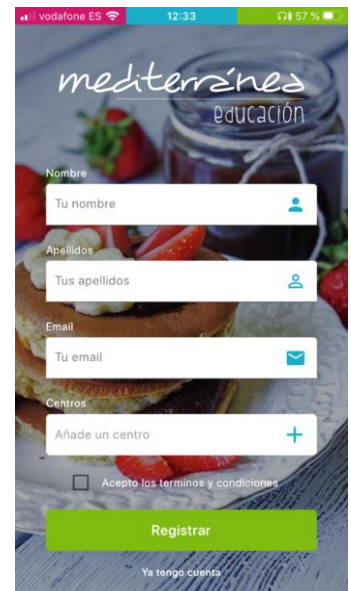 vodafone ES 12:33 57 %
mediterránea
educación
Nombre
Tu nombre
Apellidos
Tus apellidos
Email
Tu email
Centros
Añade un centro
Acepto los terminos y condiciones
Registrar
Ya tengo cuenta